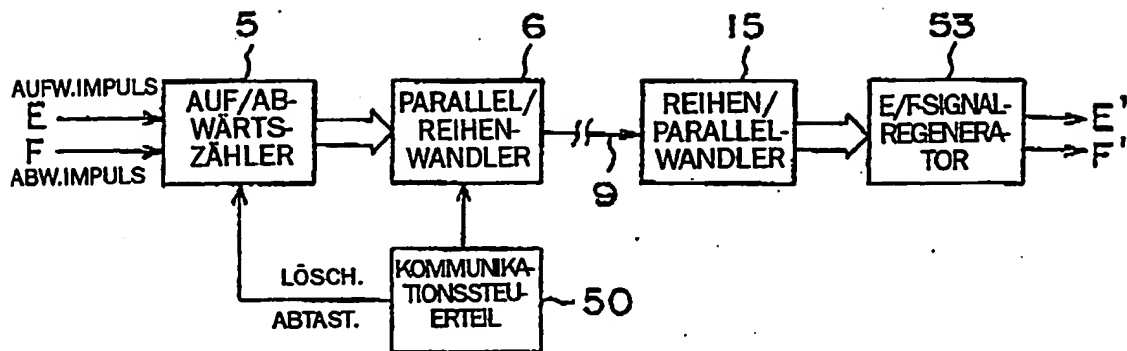 5
6
15
53
AUFW.IMPULS
E
F
ABW.IMPULS
AUF/AB-
WÄRTS-
ZÄHLER
PARALLEL/
REIHEN-
WANDLER
9
REIHEN/
PARALLEL-
WANDLER
E/F-SIGNAL-
REGENERA-
TOR
E'
F'
LÖSCH.
ABTAST.
KOMMUNIKA-
TIONSSTEU-
ERTEIL
50